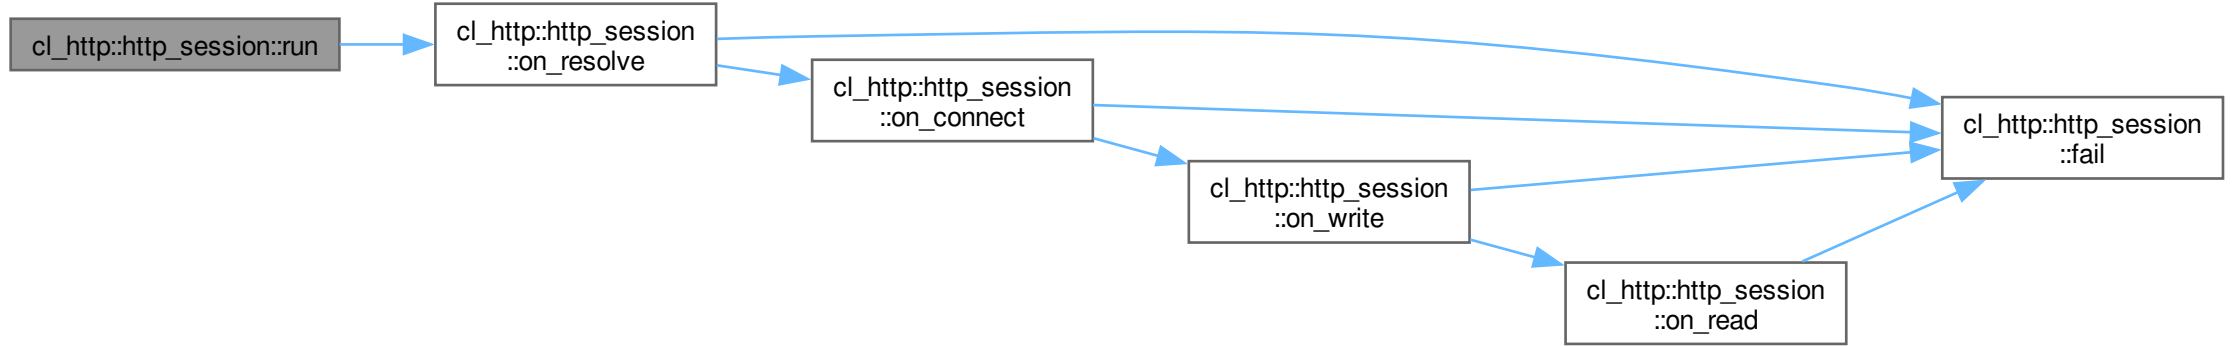 cl_http::http_session::run
cl_http::http_session
::on_resolve
cl_http::http_session
::on_connect
cl_http::http_session
::on_write
cl_http::http_session
::on_read
cl_http::http_session
::fail